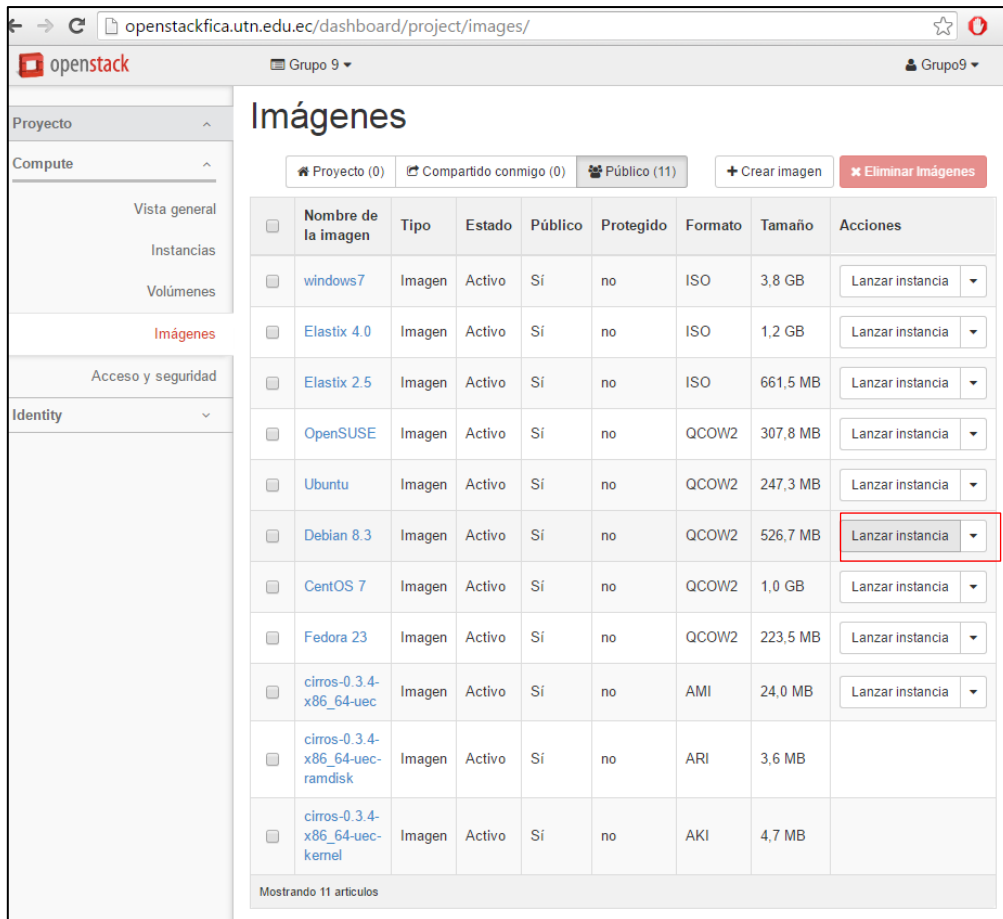 openstackfica.utn.edu.ec/dashboard/project/images/
openstack Grupo 9 Grupo9
Proyecto
Compute
Vista general
Instancias
Volúmenes
Imágenes
Acceso y seguridad
Identity
Imágenes
Proyecto (0) Compartido conmigo (0) Público (11) + Crear imagen Eliminar Imágenes
Nombre de
la imagen Tipo Estado Público Protegido Formato Tamaño Acciones
windows7 Imagen Activo Sí no ISO 3,8 GB Lanzar instancia
Elastix 4.0 Imagen Activo Sí no ISO 1,2 GB Lanzar instancia
Elastix 2.5 Imagen Activo Sí no ISO 661,5 MB Lanzar instancia
OpenSUSE Imagen Activo Sí no QCOW2 307,8 MB Lanzar instancia
Ubuntu Imagen Activo Sí no QCOW2 247,3 MB Lanzar instancia
Debian 8.3 Imagen Activo Sí no QCOW2 526,7 MB Lanzar instancia
CentOS 7 Imagen Activo Sí no QCOW2 1,0 GB Lanzar instancia
Fedora 23 Imagen Activo Sí no QCOW2 223,5 MB Lanzar instancia
cirros-0.3.4-
x86_64-uec Imagen Activo Sí no AMI 24,0 MB Lanzar instancia
cirros-0.3.4-
x86_64-uec- Imagen Activo Sí no ARI 3,6 MB
ramdisk
cirros-0.3.4-
x86_64-uec- Imagen Activo Sí no AKI 4,7 MB
kernel
Mostrando 11 articulos